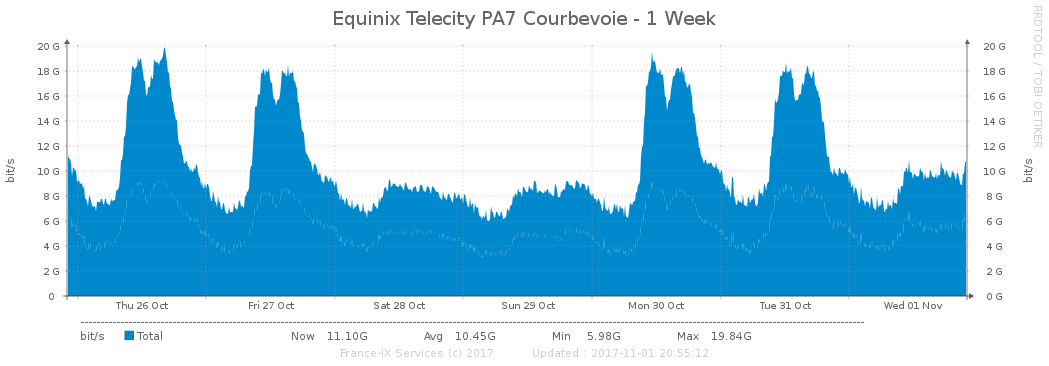 Equinix Telecity PA7 Courbevoie - 1 Week
RRDTOOL / TOBI OETIKER
bit/s
20 G 20 G
18 G 18 G
16 G 16 G
14 G 14 G
12 G 12 G
10 G 10 G
8 G 8 G
6 G 6 G
4 G 4 G
2 G 2 G
0 0 G
bit/s
Thu 26 Oct Fri 27 Oct Sat 28 Oct Sun 29 Oct Mon 30 Oct Tue 31 Oct Wed 01 Nov
bit/s Total Now 11.10G Avg 10.45G Min 5.98G Max 19.84G
France-IX Services (c) 2017 Updated : 2017-11-01 20:55:12